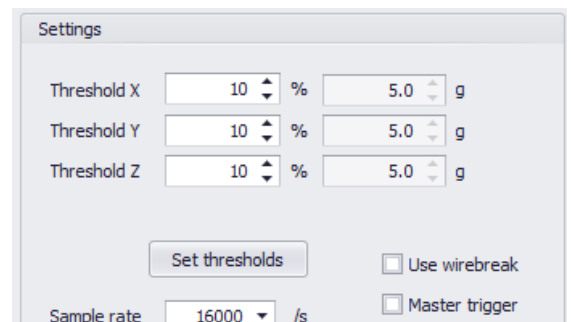 Settings
Threshold X 10 % 5.0 g
Threshold Y 10 % 5.0 g
Threshold Z 10 % 5.0 g
Set thresholds
Use wirebreak
Master trigger
Sample rate 16000 /s